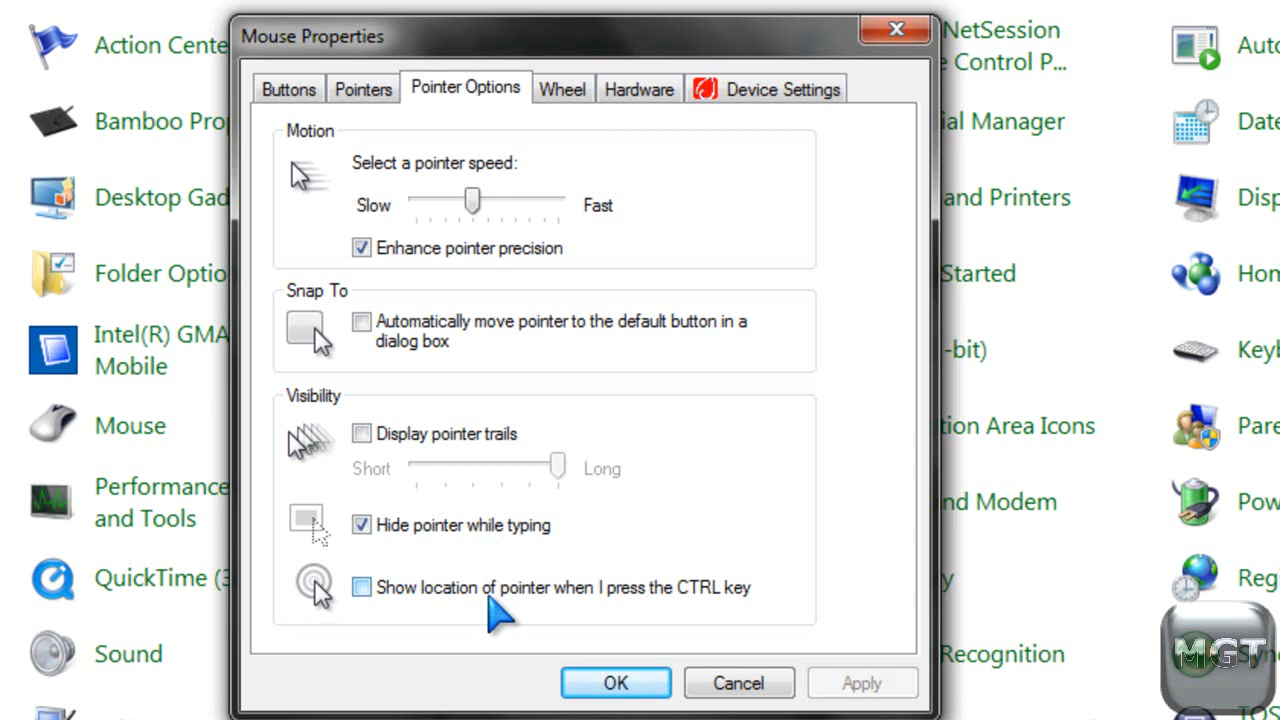 Mouse Properties
Buttons
Pointers
Pointer Options
Wheel
Hardware
Device Settings
Motion
Select a pointer speed:
Slow
Fast
Enhance pointer precision
Snap To
Automatically move pointer to the default button in a
dialog box
Visibility
Display pointer trails
Short
Long
Hide pointer while typing
Show location of pointer when I press the CTRL key
OK
Cancel
Apply
Action Cente
Bamboo Pro
Desktop Gad
Folder Optio
Intel(R) GMA
Mobile
Mouse
Performance
and Tools
QuickTime (3
Sound
NetSession
e Control P...
ial Manager
and Printers
Started
-bit)
tion Area Icons
nd Modem
y
Recognition
Auto
Date
Disp
Hom
Keyb
Pare
Pow
Regi
Sync
MGT